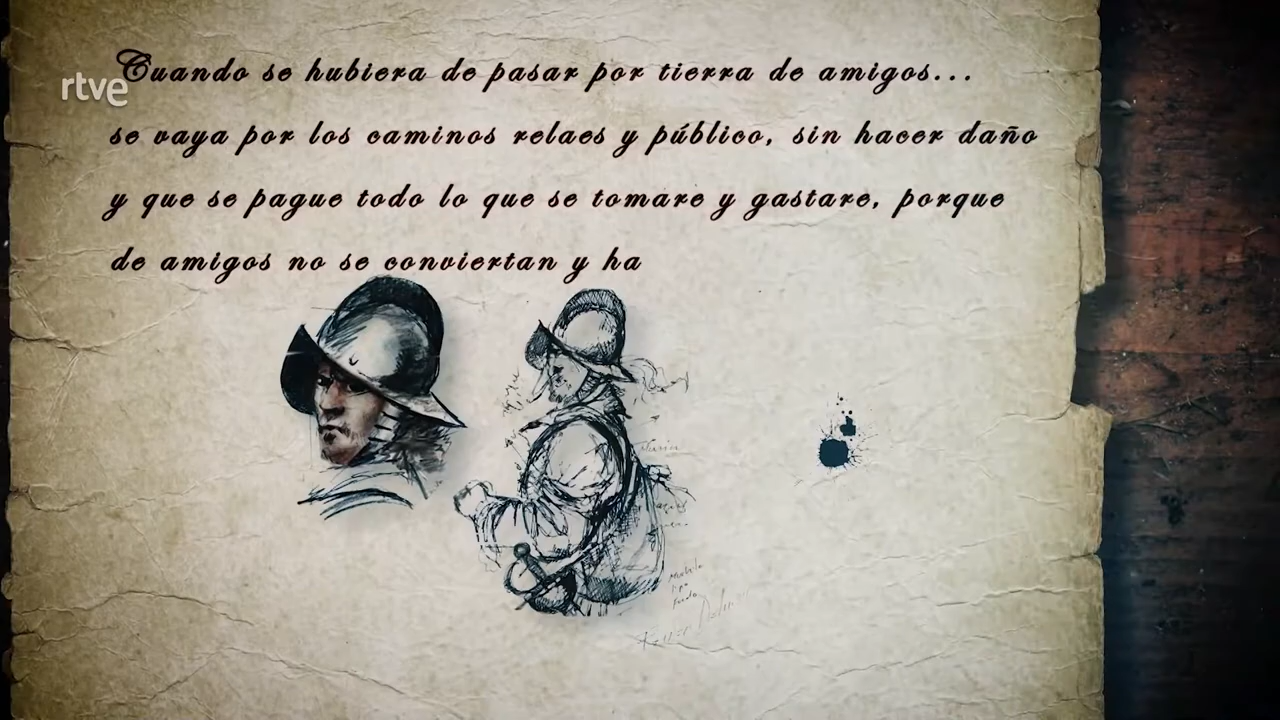 rtve
Cuando se hubiera de pasar por tierra de amigos...
se vaya por los caminos relaes y público, sin hacer daño
y que se pague todo lo que se tomare y gastare, porque
de amigos no se conviertan y ha